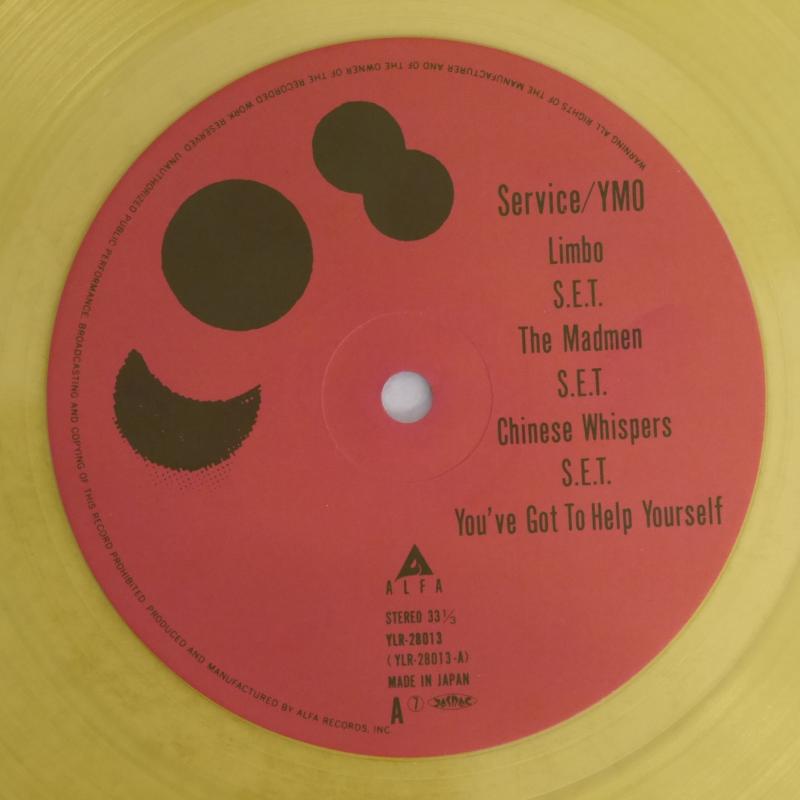 WARNING ALL RIGHTS OF THE MANUFACTURER AND OF THE OWNER OF THE RECORDED WORK RESERVED. UNAUTHORIZED PUBLIC PERFORMANCE, BROADCASTING AND COPYING OF THIS RECORD PROHIBITED. PRODUCED AND MANUFACTURED BY ALFA RECORDS, INC.
Service/YMO
Limbo
S.E.T.
The Madmen
S.E.T.
Chinese Whispers
S.E.T.
You've Got To Help Yourself
ALFA
STEREO 33⅓
YLR-28013
(YLR-28013-A)
MADE IN JAPAN
A ⑦ JASRAC